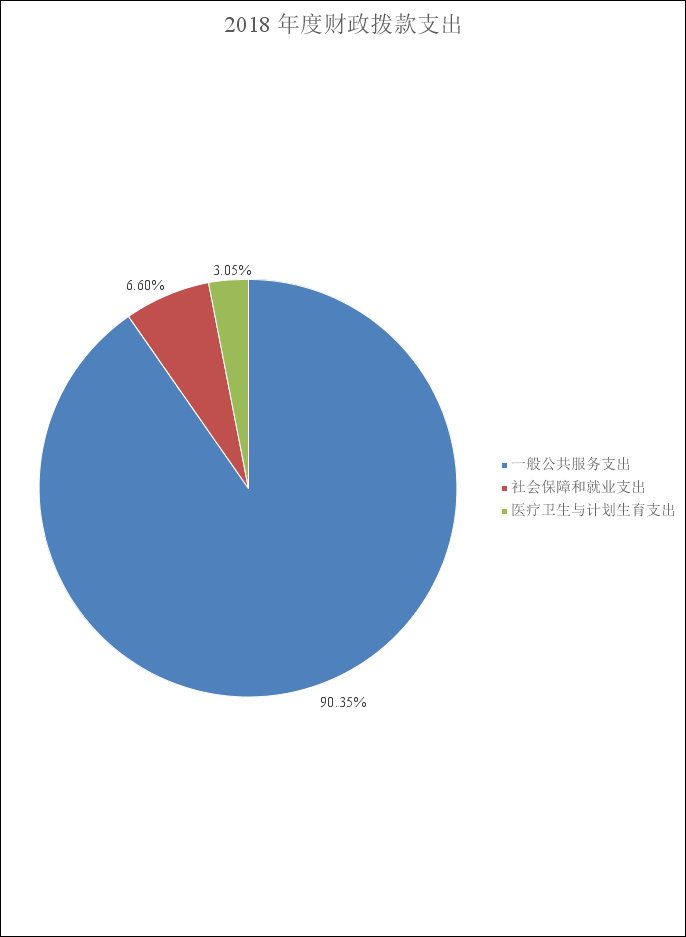 2018 年度财政拨款支出
3.05%
6.60%
一般公共服务支出
社会保障和就业支出
医疗卫生与计划生育支出
90.35%